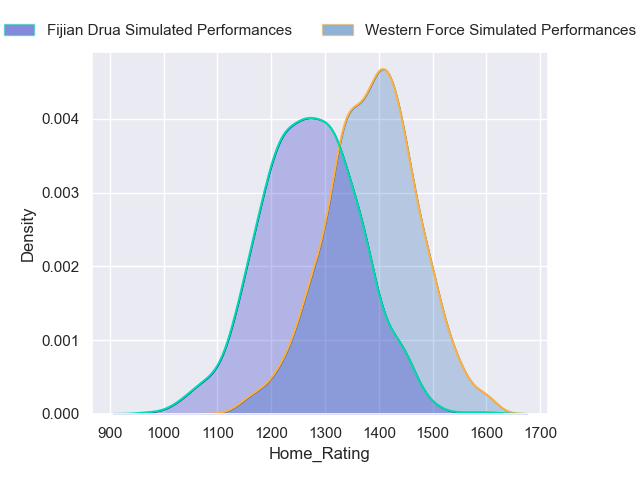 Fijian Drua Simulated Performances Western Force Simulated Performances
Density
0.004
0.003
0.002
0.001
0.000
900 1000 1100 1200 1300 1400 1500 1600 1700
Home_Rating